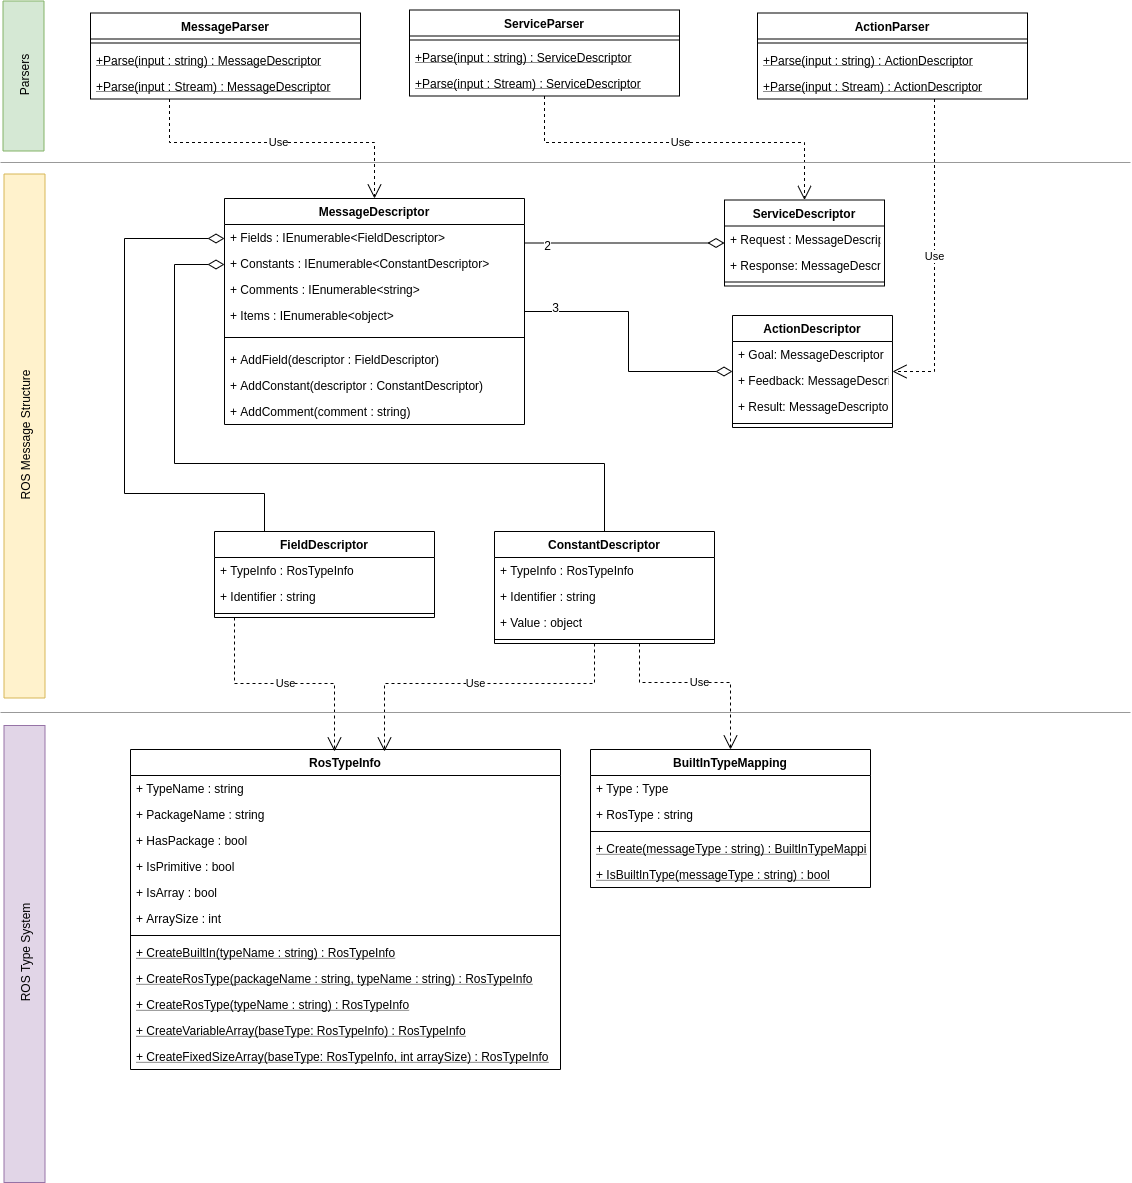 Parsers
MessageParser
+Parse(input : string) : MessageDescriptor
+Parse(input : Stream) : MessageDescriptor
ServiceParser
+Parse(input : string) : ServiceDescriptor
+Parse(input : Stream) : ServiceDescriptor
ActionParser
+Parse(input : string) : ActionDescriptor
+Parse(input : Stream) : ActionDescriptor
Use
Use
Use
ROS Message Structure
MessageDescriptor
+ Fields : IEnumerable<FieldDescriptor>
+ Constants : IEnumerable<ConstantDescriptor>
+ Comments : IEnumerable<string>
+ Items : IEnumerable<object>
+ AddField(descriptor : FieldDescriptor)
+ AddConstant(descriptor : ConstantDescriptor)
+ AddComment(comment : string)
2
3
ServiceDescriptor
+ Request : MessageDescrip
+ Response: MessageDescr
ActionDescriptor
+ Goal: MessageDescriptor
+ Feedback: MessageDescri
+ Result: MessageDescripto
FieldDescriptor
+ TypeInfo : RosTypeInfo
+ Identifier : string
ConstantDescriptor
+ TypeInfo : RosTypeInfo
+ Identifier : string
+ Value : object
Use
Use
Use
ROS Type System
RosTypeInfo
+ TypeName : string
+ PackageName : string
+ HasPackage : bool
+ IsPrimitive : bool
+ IsArray : bool
+ ArraySize : int
+ CreateBuiltIn(typeName : string) : RosTypeInfo
+ CreateRosType(packageName : string, typeName : string) : RosTypeInfo
+ CreateRosType(typeName : string) : RosTypeInfo
+ CreateVariableArray(baseType: RosTypeInfo) : RosTypeInfo
+ CreateFixedSizeArray(baseType: RosTypeInfo, int arraySize) : RosTypeInfo
BuiltInTypeMapping
+ Type : Type
+ RosType : string
+ Create(messageType : string) : BuiltInTypeMappi
+ IsBuiltInType(messageType : string) : bool